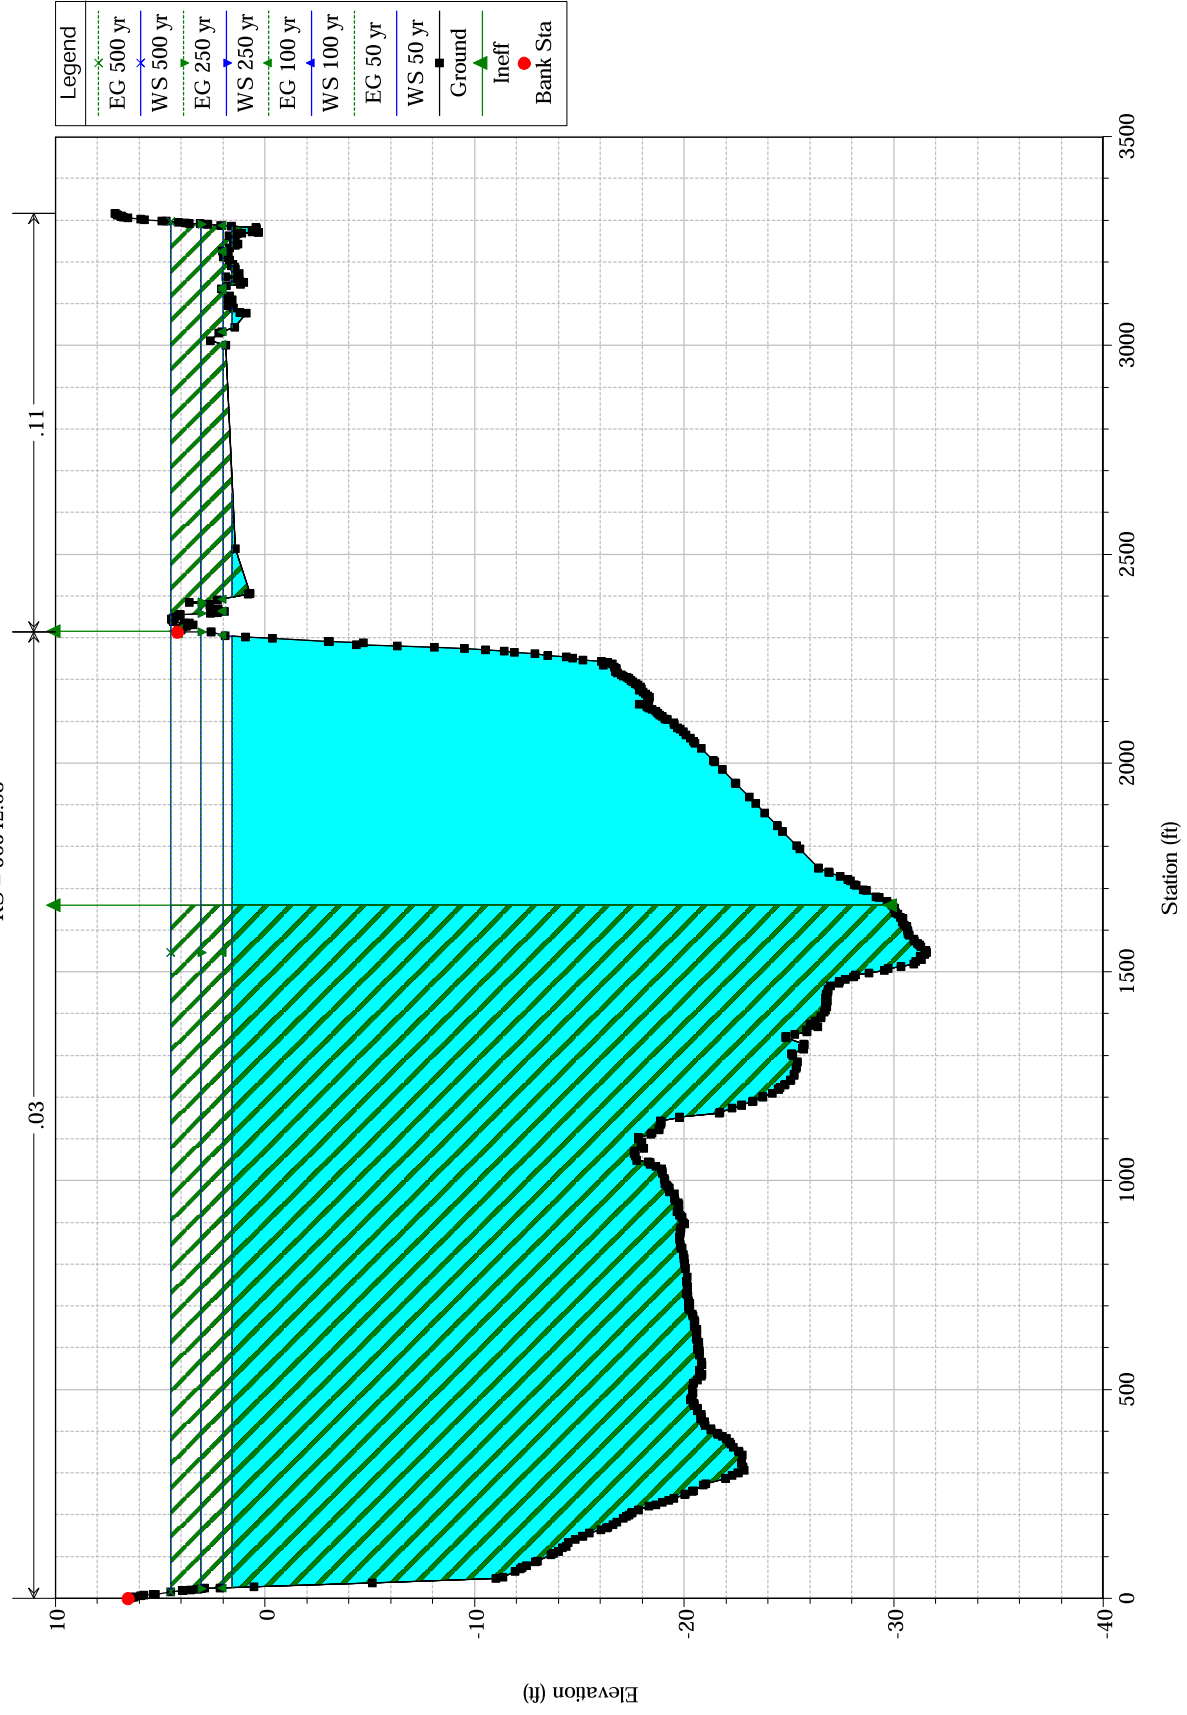 .03
.11
Legend
EG 500 yr
WS 500 yr
EG 250 yr
WS 250 yr
EG 100 yr
WS 100 yr
EG 50 yr
WS 50 yr
Ground
Ineff
Bank Sta
10
0
-10
-20
-30
-40
Elevation (ft)
0
500
1000
1500
2000
2500
3000
3500
Station (ft)